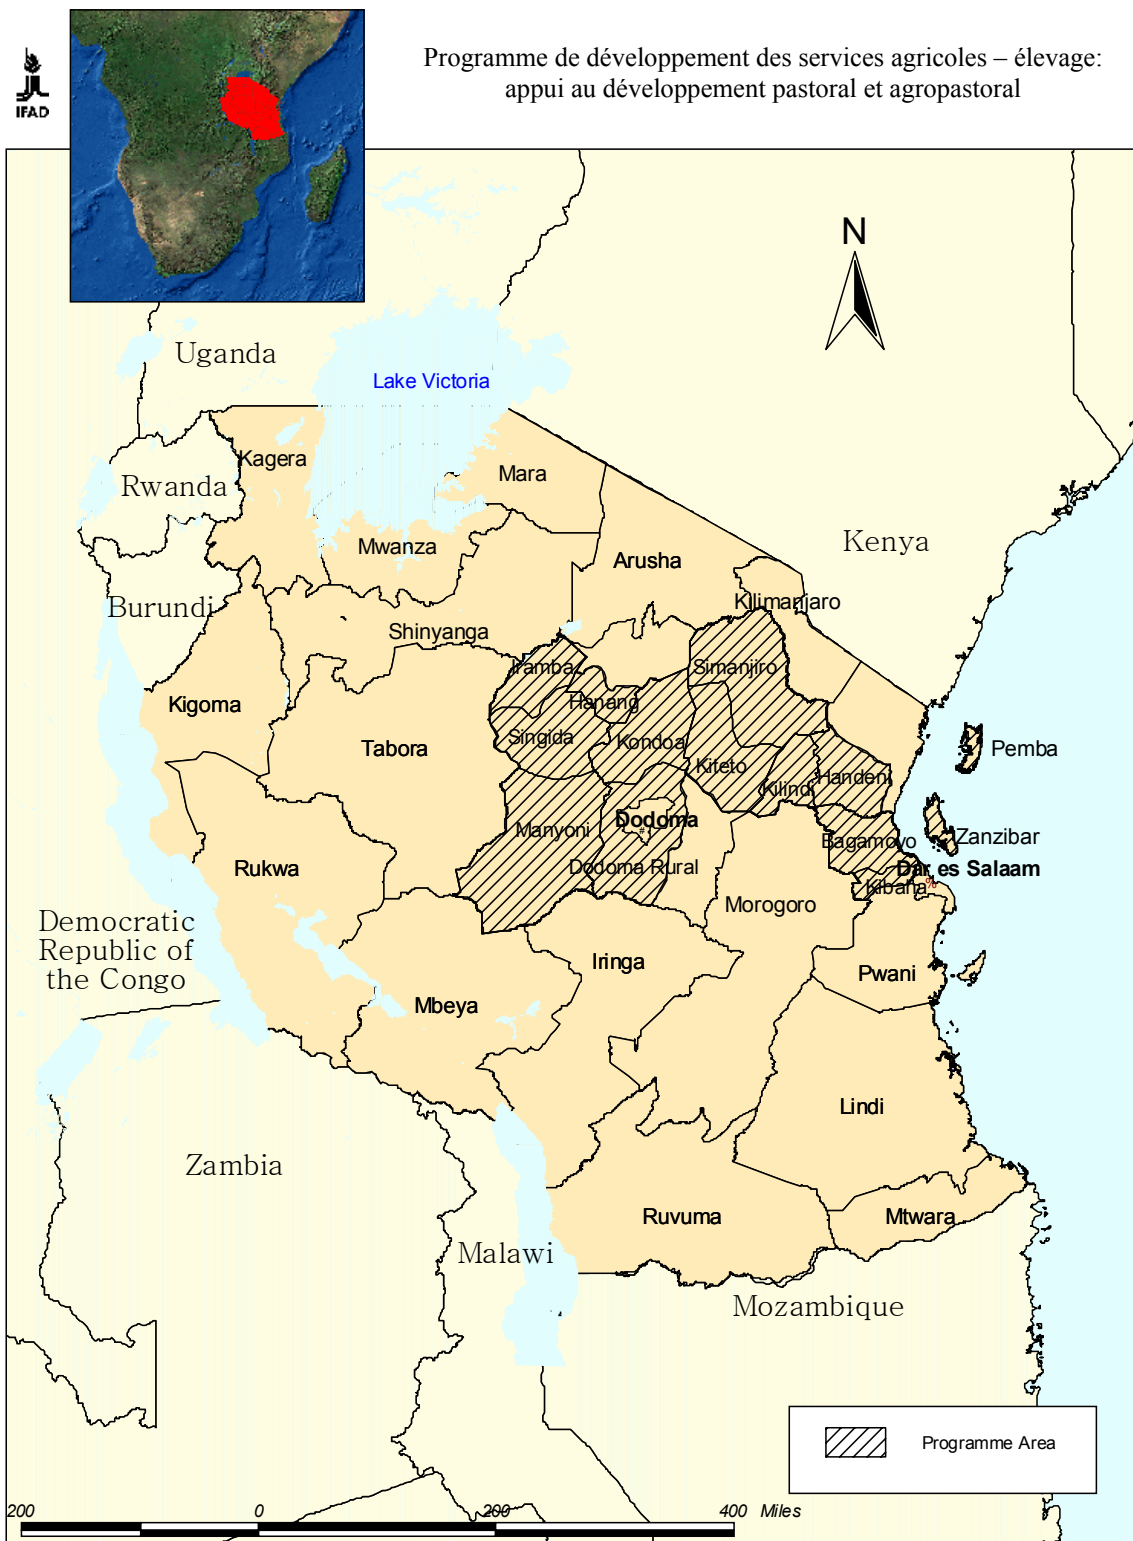 IFAD
Programme de développement des services agricoles – élevage:
appui au développement pastoral et agropastoral
N
Uganda
Lake Victoria
Kagera
Mara
Rwanda
Kenya
Mwanza
Arusha
Burundi
Kilimanjaro
Shinyanga
Iramba
Simanjiro
Hanang
Kigoma
Singida
Kondoa
Tabora
Pemba
Kiteto
Handeni
Kilindi
Dodoma
Manyoni
Bagamoyo
Zanzibar
Rukwa
Dodoma Rural
Dar es Salaam
Kibaha
Morogoro
Democratic
Republic of
the Congo
Iringa
Pwani
Mbeya
Lindi
Zambia
Ruvuma
Mtwara
Malawi
Mozambique
Programme Area
200 0 200 400 Miles